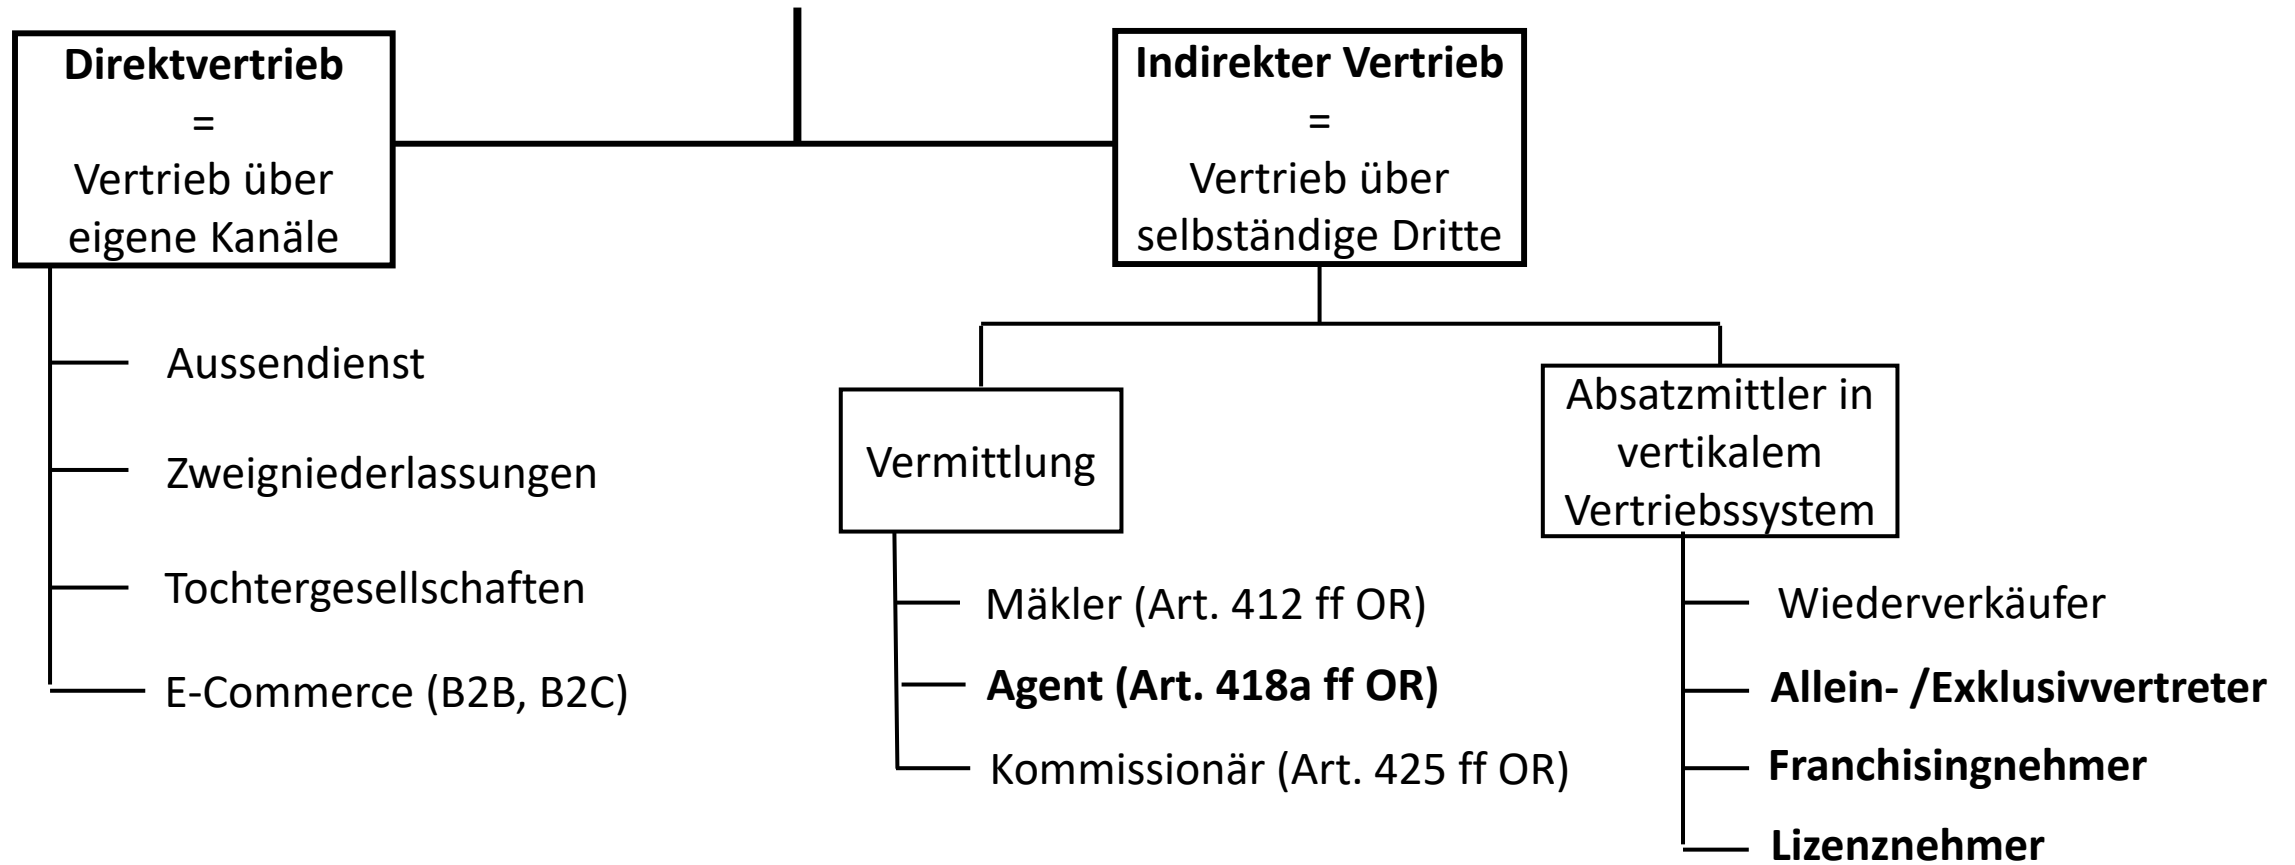 Direktvertrieb
=
Vertrieb über
eigene Kanäle
Indirekter Vertrieb
=
Vertrieb über
selbständige Dritte
Aussendienst
Zweigniederlassungen
Tochtergesellschaften
E-Commerce (B2B, B2C)
Vermittlung
Mäkler (Art. 412 ff OR)
Agent (Art. 418a ff OR)
Kommissionär (Art. 425 ff OR)
Absatzmittler in
vertikalem
Vertriebssystem
Wiederverkäufer
Allein- /Exklusivvertreter
Franchisingnehmer
Lizenznehmer